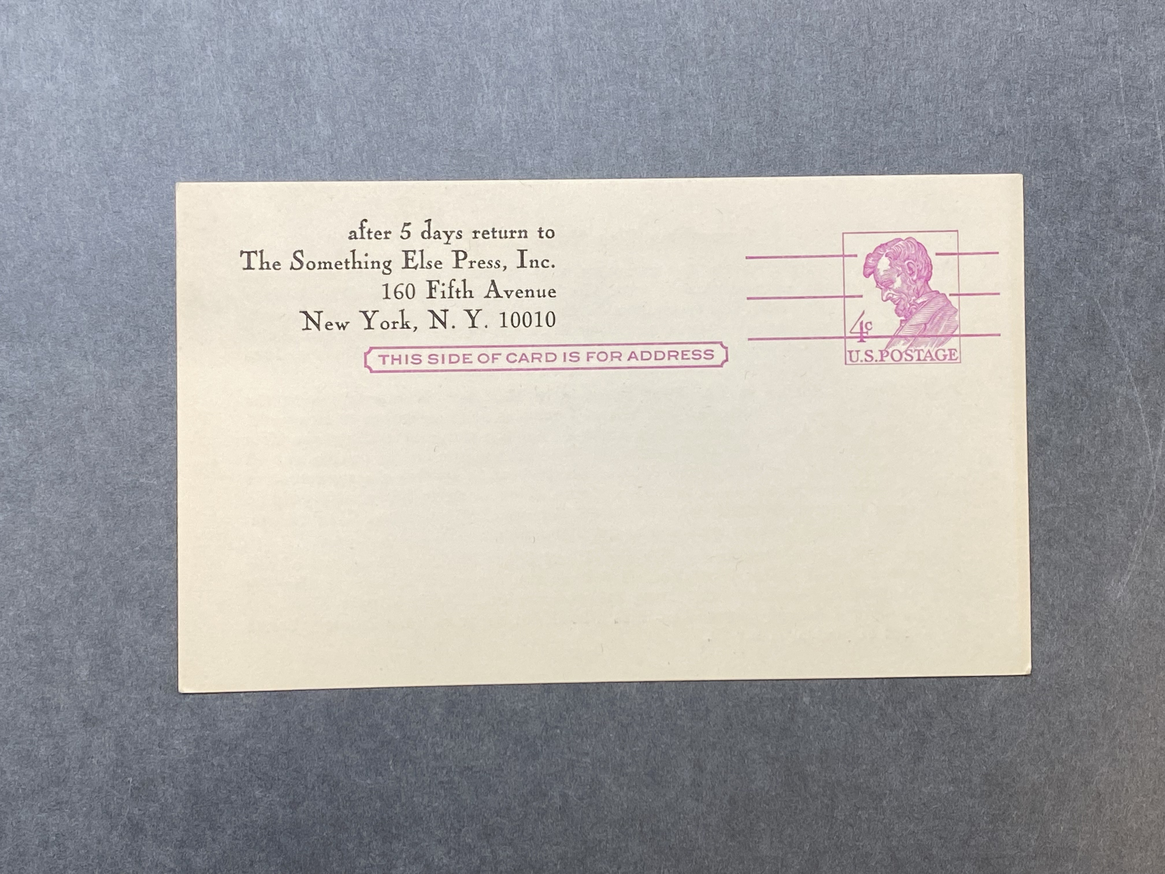 after 5 days return to
The Something Else Press, Inc.
160 Fifth Avenue
New York, N. Y. 10010
THIS SIDE OF CARD IS FOR ADDRESS
4c
U.S.POSTAGE